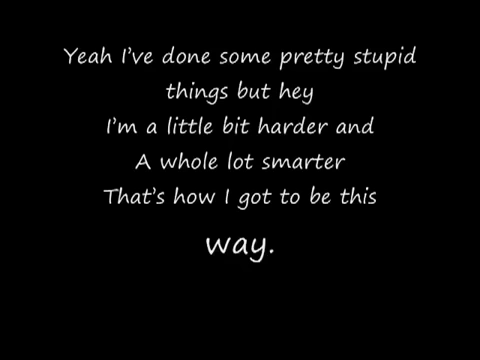 Yeah I've done some pretty stupid
things but hey
I'm a little bit harder and
A whole lot smarter
That's how I got to be this
way.